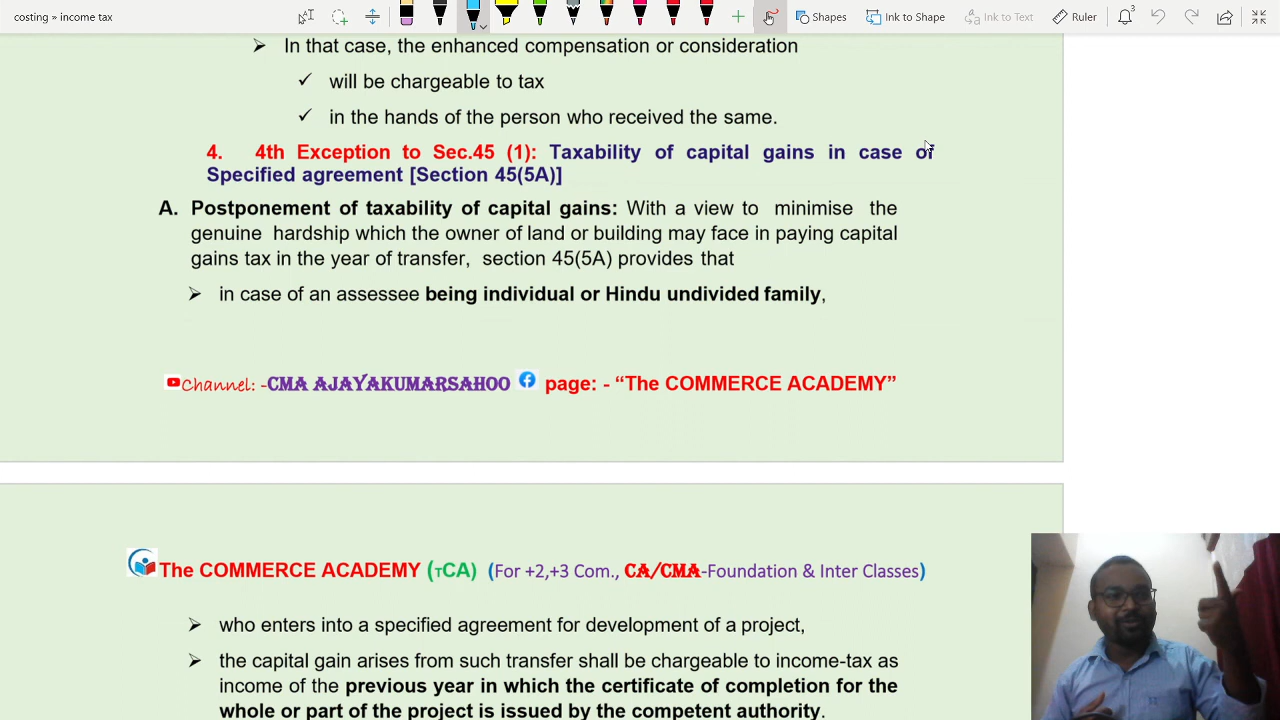 costing » income tax
Shapes
Ink to Shape
Ink to Text
Ruler
➢ In that case, the enhanced compensation or consideration
✓ will be chargeable to tax
✓ in the hands of the person who received the same.
4. 4th Exception to Sec.45 (1): Taxability of capital gains in case of
Specified agreement [Section 45(5A)]
A. Postponement of taxability of capital gains: With a view to minimise the
genuine hardship which the owner of land or building may face in paying capital
gains tax in the year of transfer, section 45(5A) provides that
➢ in case of an assessee being individual or Hindu undivided family,
Channel: -CMA AJAYAKUMARSAHOO page: - “The COMMERCE ACADEMY”
The COMMERCE ACADEMY (TCA) (For +2,+3 Com., CA/CMA-Foundation & Inter Classes)
➢ who enters into a specified agreement for development of a project,
➢ the capital gain arises from such transfer shall be chargeable to income-tax as
income of the previous year in which the certificate of completion for the
whole or part of the project is issued by the competent authority.